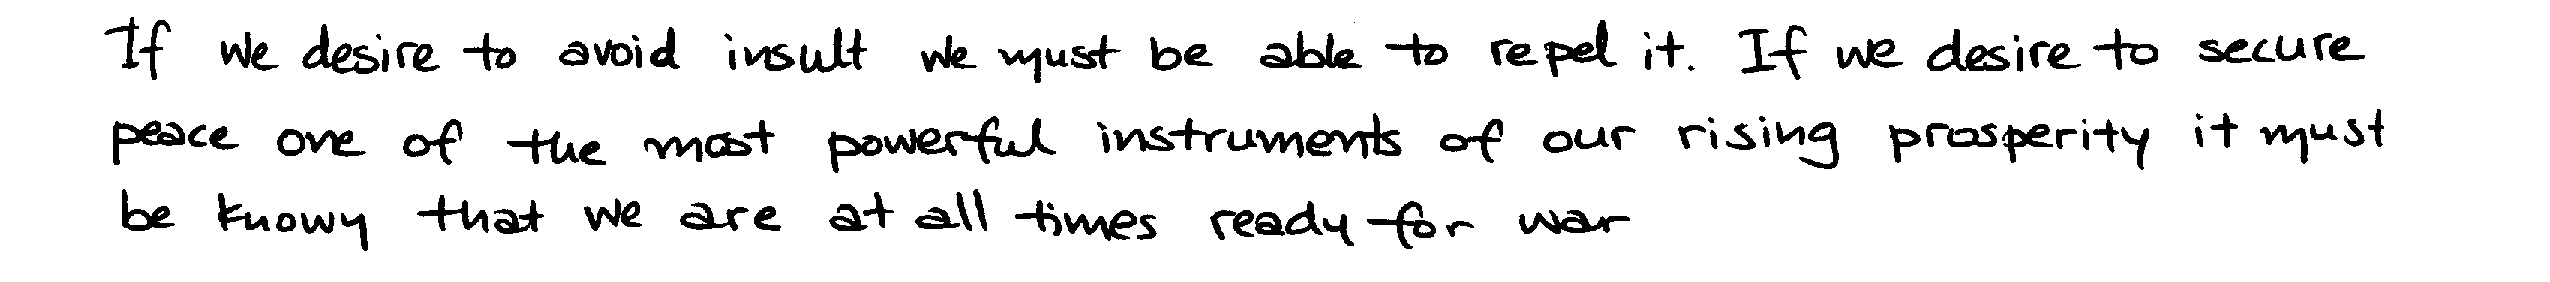 If we desire to avoid insult we must be able to repel it. If we desire to secure
peace one of the most powerful instruments of our rising prosperity it must
be knowy that we are at all times ready for war